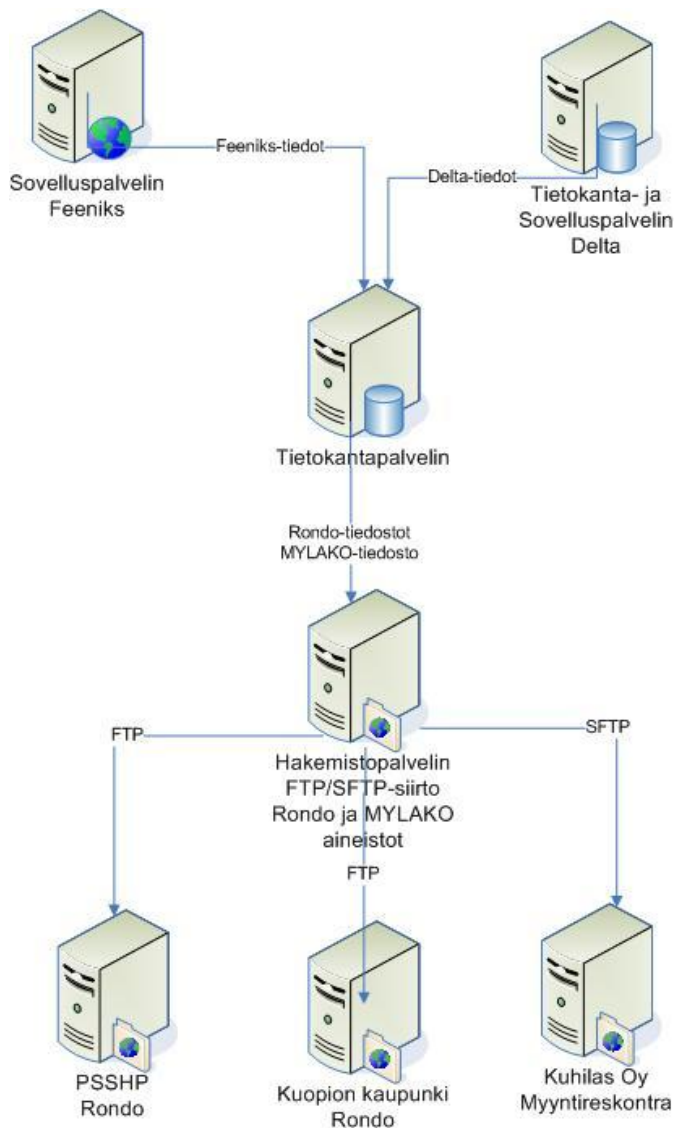 Feeniks-tiedot
Sovelluspalvelin
Feeniks
Delta-tiedot
Tietokanta- ja
Sovelluspalvelin
Delta
Tietokantapalvelin
Rondo-tiedostot
MYLAKO-tiedosto
FTP
SFTP
Hakemistopalvelin
FTP/SFTP-siirto
Rondo ja MYLAKO
aineistot
FTP
PSSHP
Rondo
Kuopion kaupunki
Rondo
Kuhilas Oy
Myyntireskontra